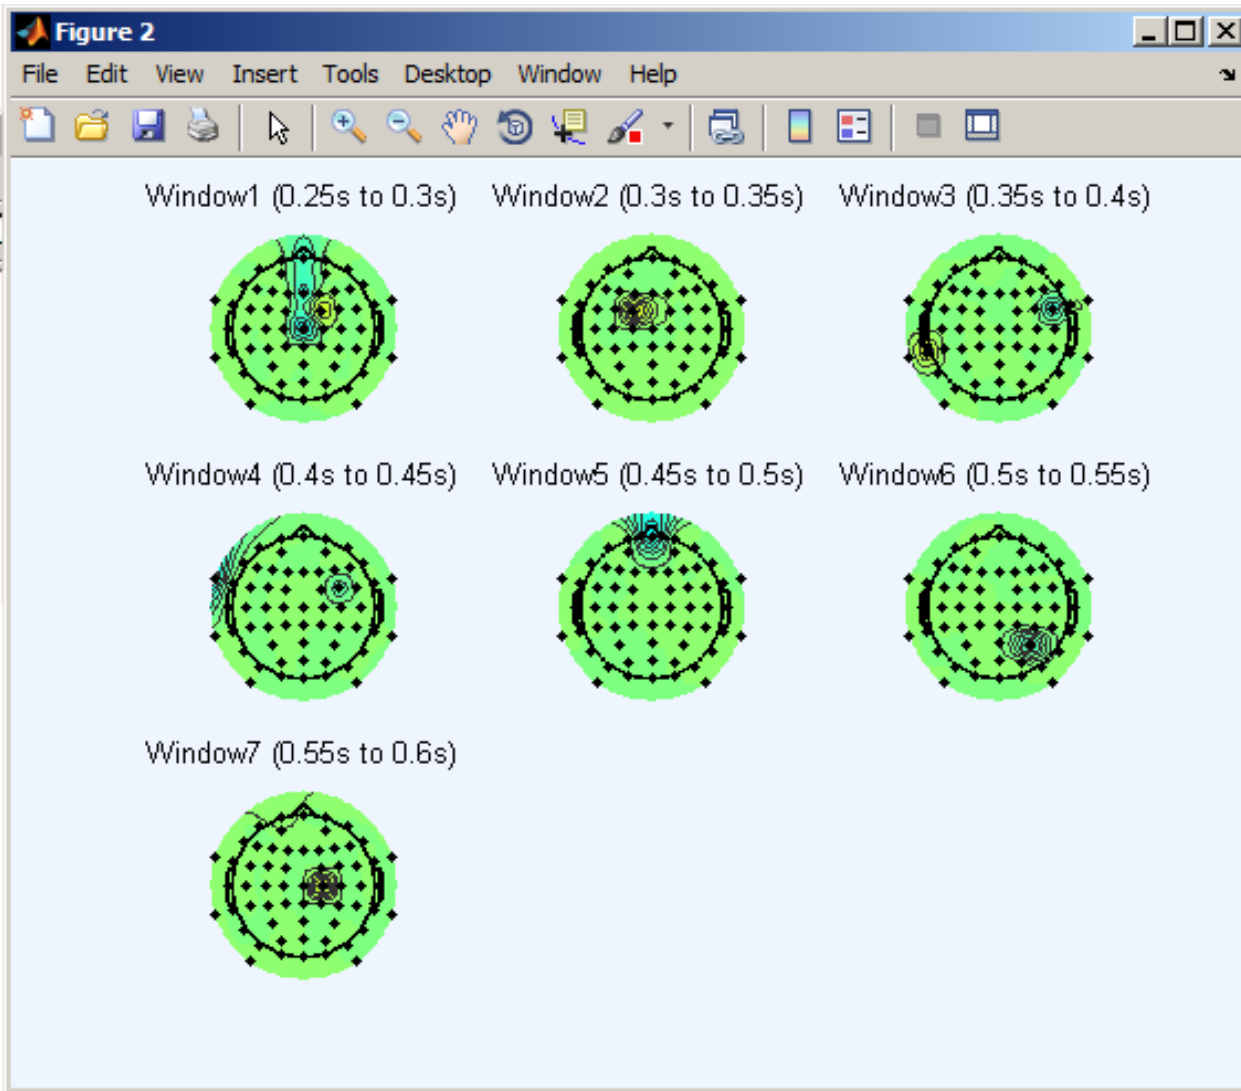 Figure 2
File Edit View Insert Tools Desktop Window Help
Window1 (0.25s to 0.3s) Window2 (0.3s to 0.35s) Window3 (0.35s to 0.4s)
Window4 (0.4s to 0.45s) Window5 (0.45s to 0.5s) Window6 (0.5s to 0.55s)
Window7 (0.55s to 0.6s)